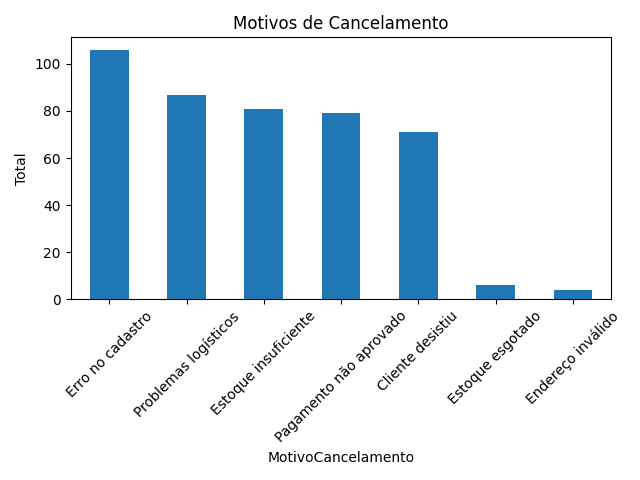 Motivos de Cancelamento
Total
100
80
60
40
20
0
Erro no cadastro
Problemas logísticos
Estoque insuficiente
Pagamento não aprovado
Cliente desistiu
Estoque esgotado
Endereço inválido
MotivoCancelamento